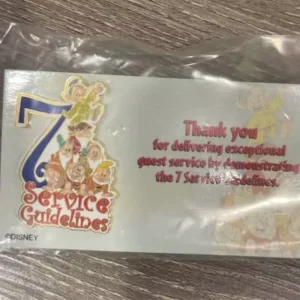 7
Service
Guidelines
©DISNEY
Thank you
for delivering exceptional
guest service by demonstrating
the 7 Service Guidelines.